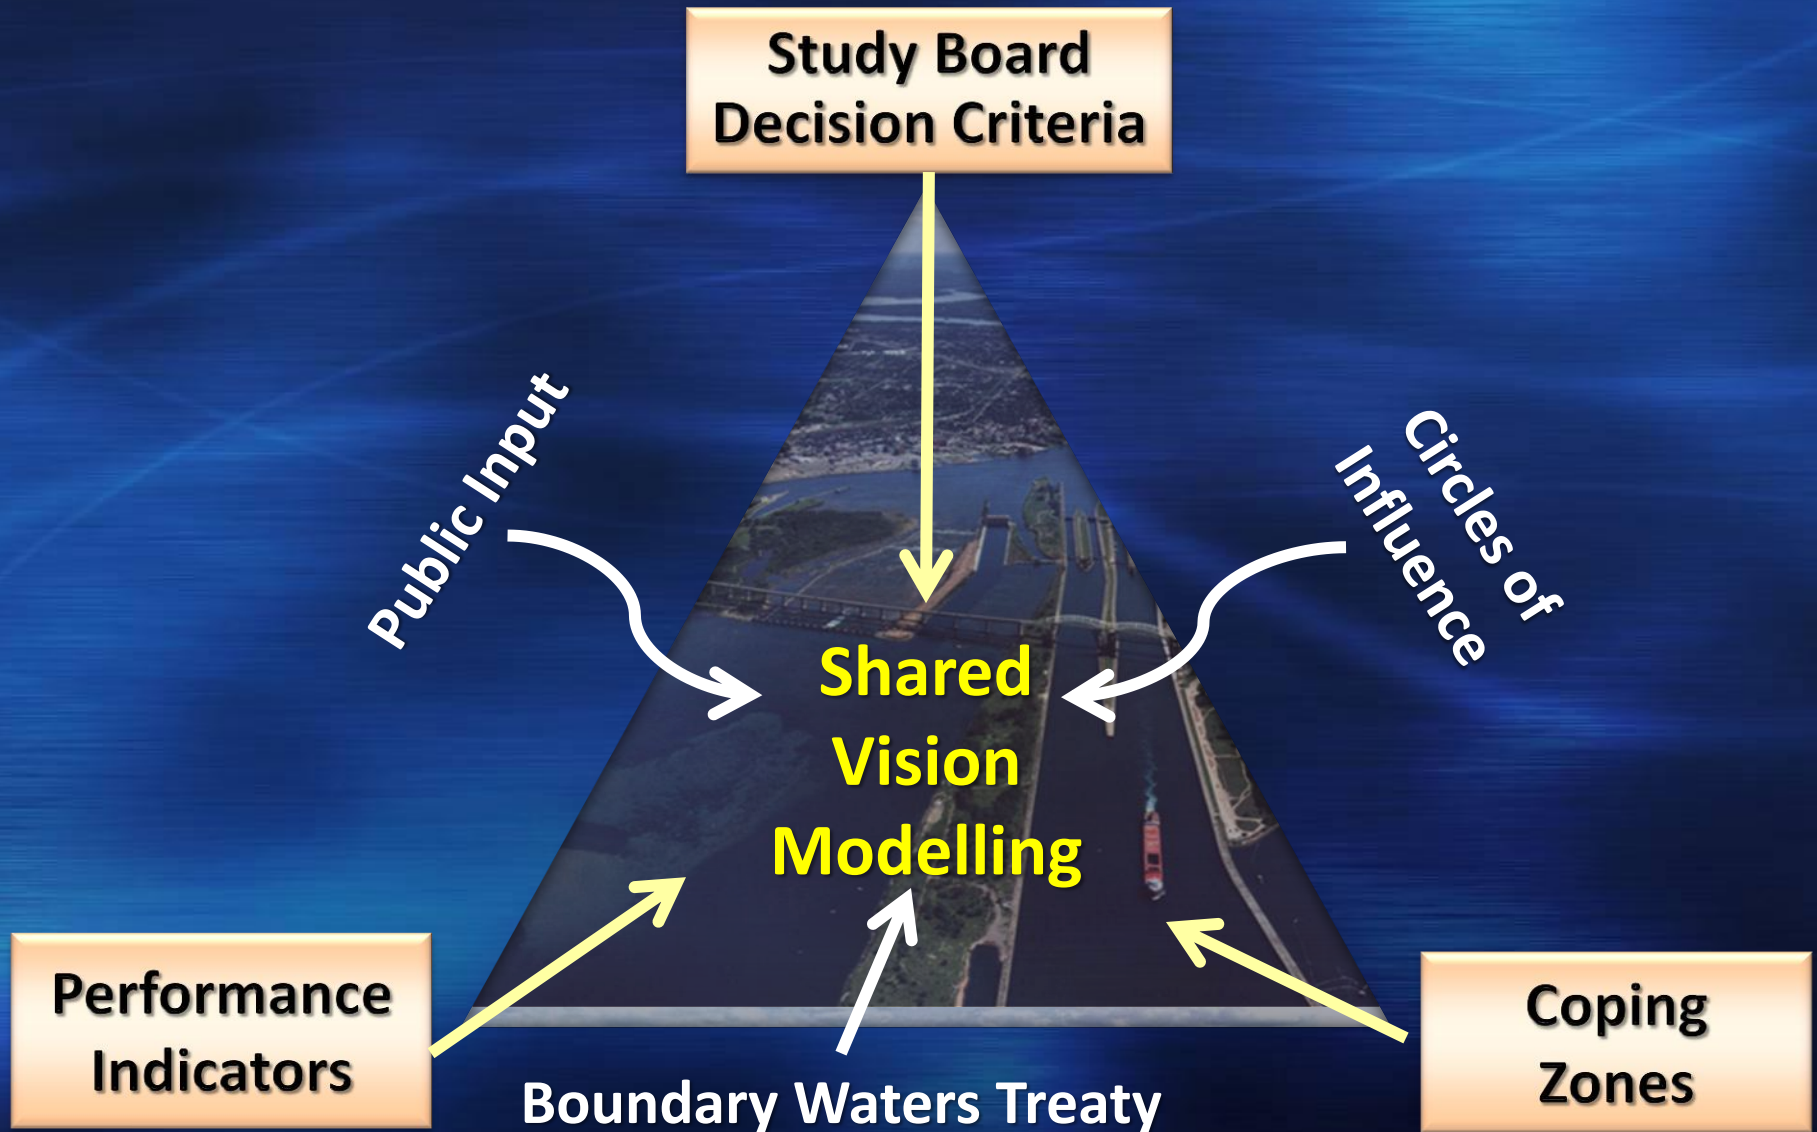 Study Board
Decision Criteria
Public Input
Circles of
Influence
Shared
Vision
Modelling
Performance
Indicators
Coping
Zones
Boundary Waters Treaty